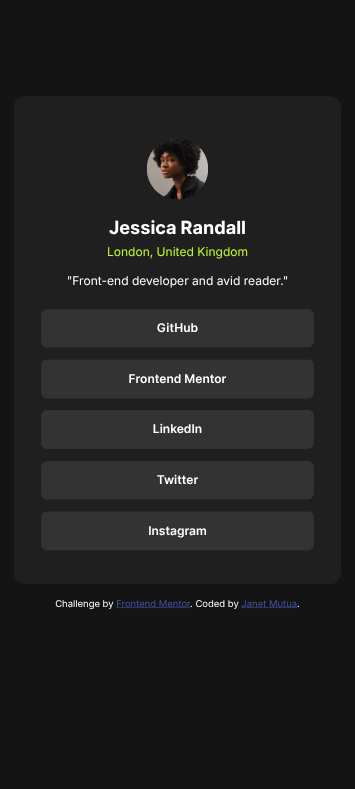 Jessica Randall
London, United Kingdom
"Front-end developer and avid reader."
GitHub
Frontend Mentor
LinkedIn
Twitter
Instagram
Challenge by Frontend Mentor. Coded by Janet Mutua.